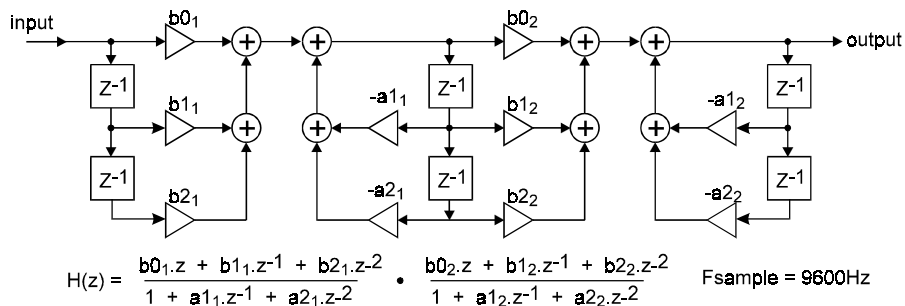 input
b0₁
b0₂
output
z⁻¹
z⁻¹
z⁻¹
b1₁
-a1₁
b1₂
-a1₂
z⁻¹
z⁻¹
z⁻¹
b2₁
-a2₁
b2₂
-a2₂
H(z) = b0₁.z + b1₁.z⁻¹ + b2₁.z⁻² • b0₂.z + b1₂.z⁻¹ + b2₂.z⁻² Fsample = 9600Hz
1 + a1₁.z⁻¹ + a2₁.z⁻² 1 + a1₂.z⁻¹ + a2₂.z⁻²